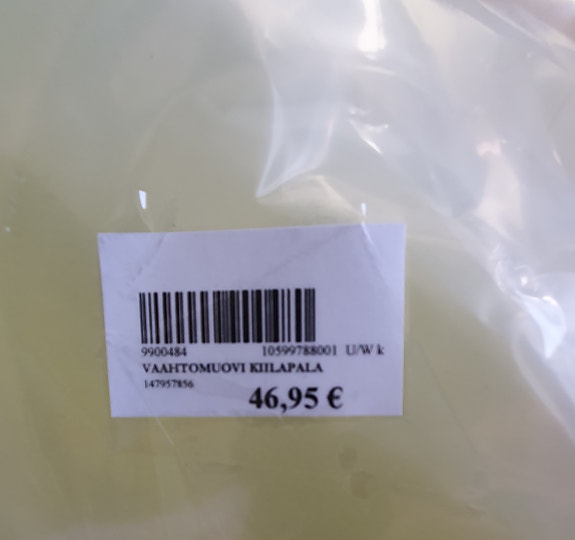 9900484 10599788001 U/W k
VAAHTOMUOVI KIILAPALA
147957856
46,95 €